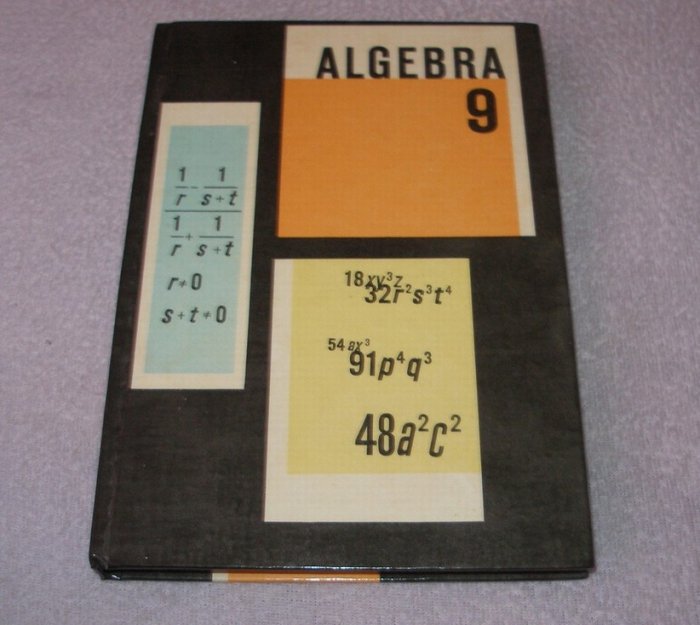 ALGEBRA
9
1/r - 1/s+t
1/r + 1/s+t
r≠0
s+t≠0
18xy³z
32r²s³t⁴
54ax³
91p⁴q³
48a²c²